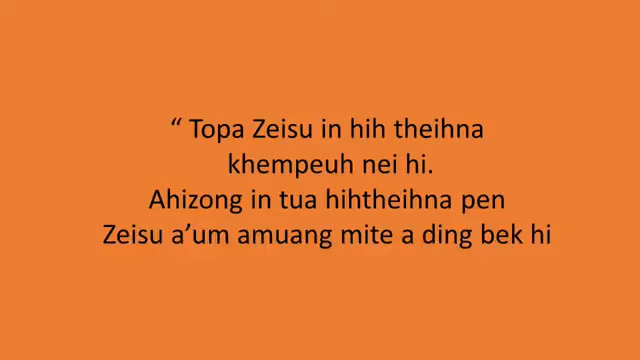 “ Topa Zeisu in hih theihna
khempeuh nei hi.
Ahizong in tua hihtheihna pen
Zeisu a’um amuang mite a ding bek hi